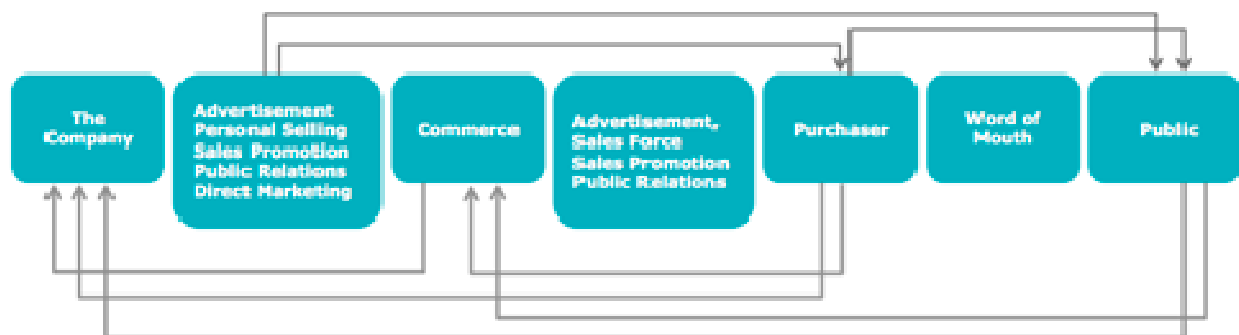 The
Company
Advertisement
Personal Selling
Sales Promotion
Public Relations
Direct Marketing
Commerce
Advertisement,
Sales Force
Sales Promotion
Public Relations
Purchaser
Word of
Mouth
Public